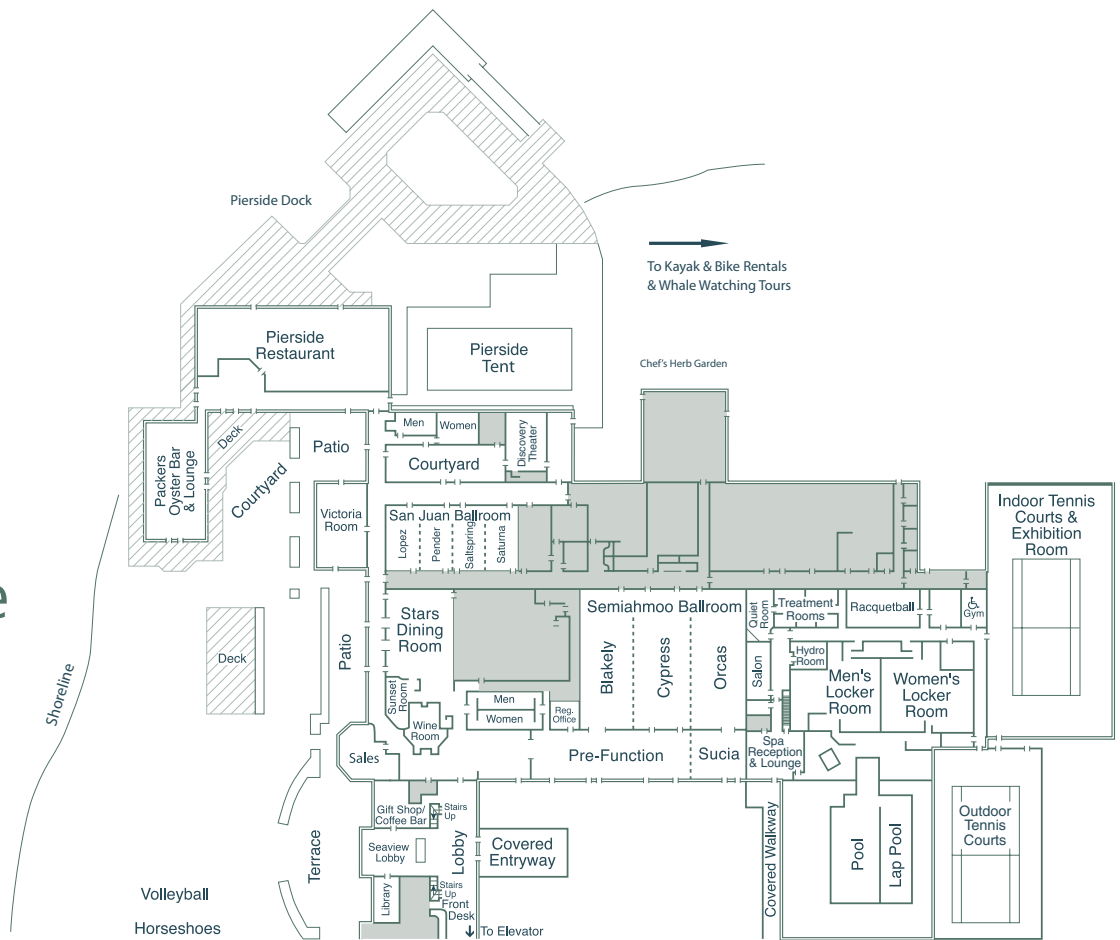 Pierside Dock
To Kayak & Bike Rentals
& Whale Watching Tours
Pierside
Restaurant
Pierside
Tent
Chef's Herb Garden
Men
Women
Discovery
Theater
Deck
Patio
Courtyard
Packers
Oyster Bar
& Lounge
Courtyard
Victoria
Room
San Juan Ballroom
Lopez
Pender
Saltspring
Saturna
Indoor Tennis
Courts &
Exhibition
Room
Stars
Dining
Room
Semiahmoo Ballroom
Blakely
Cypress
Orcas
Quiet
Room
Treatment
Rooms
Racquetball
Gym
Hydro
Room
Salon
Men's
Locker
Room
Women's
Locker
Room
Deck
Patio
Shoreline
Sunset
Room
Wine
Room
Men
Women
Reg.
Office
Sales
Pre-Function
Sucia
Spa
Reception
& Lounge
Gift Shop/
Coffee Bar
Stairs
Up
Seaview
Lobby
Lobby
Covered
Entryway
Terrace
Library
Stairs
Up
Front
Desk
To Elevator
Covered Walkway
Pool
Lap Pool
Outdoor
Tennis
Courts
Volleyball
Horseshoes